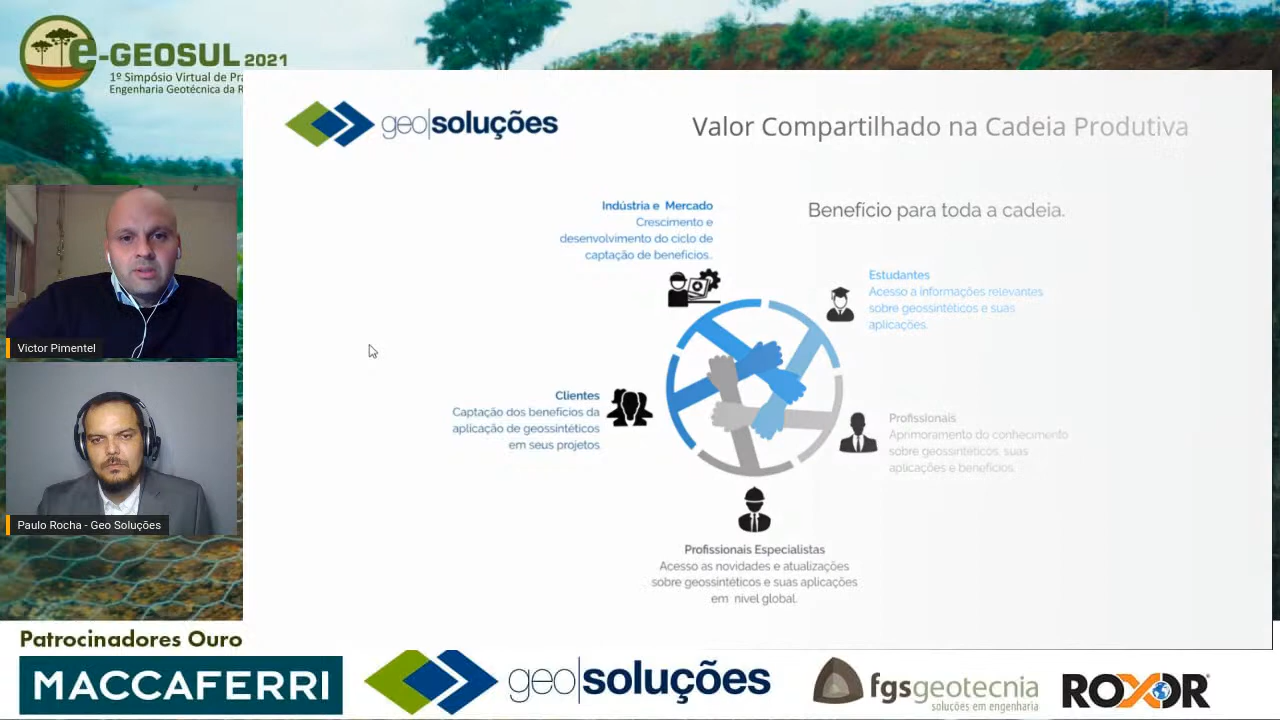 e-GEOSUL 2021
1º Simpósio Virtual de Pra
Engenharia Geotécnica da R
geo|soluções
Valor Compartilhado na Cadeia Produtiva
Indústria e Mercado
Crescimento e
desenvolvimento do ciclo de
captação de benefícios..
Benefício para toda a cadeia.
Estudantes
Acesso a informações relevantes
sobre geossintéticos e suas
aplicações.
Clientes
Captação dos benefícios da
aplicação de geossintéticos
em seus projetos
Profissionais
Aprimoramento do conhecimento
sobre geossintéticos, suas
aplicações e benefícios.
Profissionais Especialistas
Acesso as novidades e atualizações
sobre geossintéticos e suas aplicações
em nível global.
Victor Pimentel
Paulo Rocha - Geo Soluções
Patrocinadores Ouro
MACCAFERRI
geo|soluções
fgsgeotecnia
soluções em engenharia
ROXOR